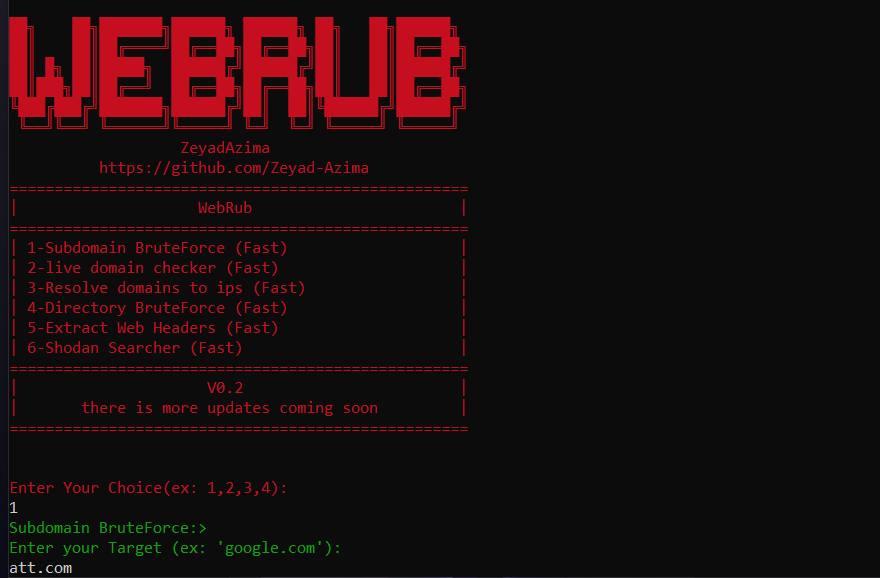 WEBRUB
ZeyadAzima
https://github.com/Zeyad-Azima
==================================================
| WebRub |
==================================================
| 1-Subdomain BruteForce (Fast) |
| 2-live domain checker (Fast) |
| 3-Resolve domains to ips (Fast) |
| 4-Directory BruteForce (Fast) |
| 5-Extract Web Headers (Fast) |
| 6-Shodan Searcher (Fast) |
==================================================
| V0.2 |
| there is more updates coming soon |
==================================================
Enter Your Choice(ex: 1,2,3,4):
1
Subdomain BruteForce:>
Enter your Target (ex: 'google.com'):
att.com